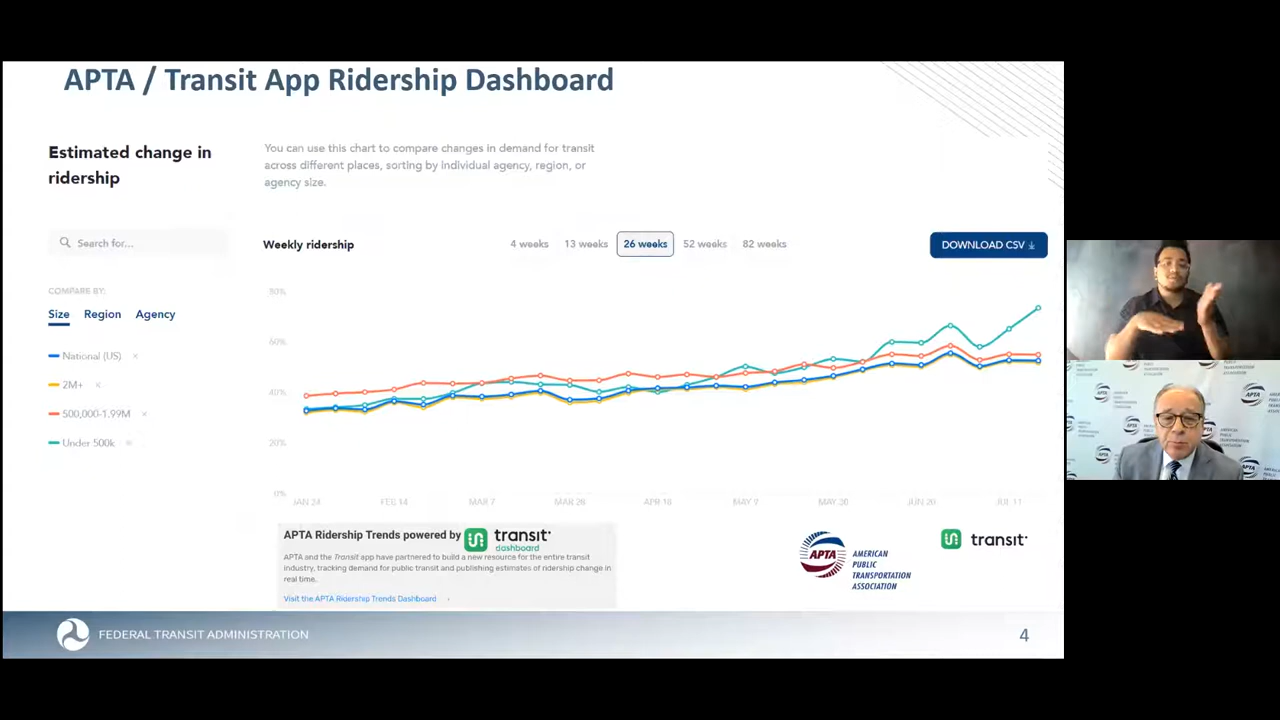 APTA / Transit App Ridership Dashboard
Estimated change in
ridership
You can use this chart to compare changes in demand for transit
across different places, sorting by individual agency, region, or
agency size.
Search for...
Weekly ridership
4 weeks
13 weeks
26 weeks
52 weeks
82 weeks
DOWNLOAD CSV
COMPARE BY:
Size
Region
Agency
National (US)
2M+
500,000-1.99M
Under 500k
80%
60%
40%
20%
0%
JAN 24
FEB 14
MAR 7
MAR 28
APR 18
MAY 9
MAY 30
JUN 20
JUL 11
APTA Ridership Trends powered by
transit
dashboard
APTA and the Transit app have partnered to build a new resource for the entire transit
industry, tracking demand for public transit and publishing estimates of ridership change in
real time.
Visit the APTA Ridership Trends Dashboard
APTA
AMERICAN
PUBLIC
TRANSPORTATION
ASSOCIATION
transit
FEDERAL TRANSIT ADMINISTRATION
4
APTA
AMERICAN
PUBLIC
TRANSPORTATION
ASSOCIATION